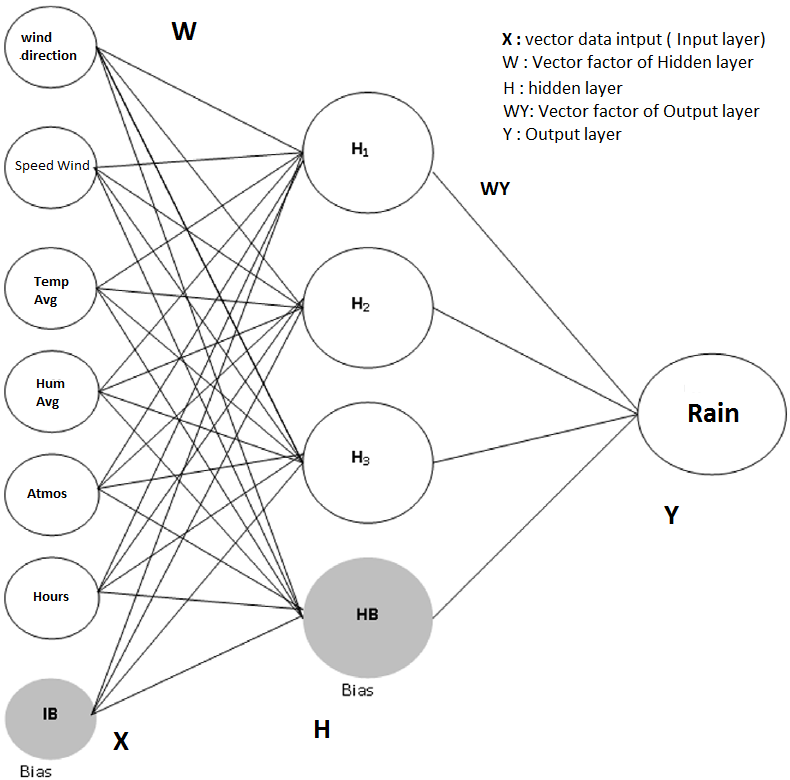 wind
direction
Speed Wind
Temp
Avg
Hum
Avg
Atmos
Hours
IB
Bias
X
W
H1
H2
H3
HB
Bias
H
WY
Rain
Y
X : vector data intput ( Input layer)
W : Vector factor of Hidden layer
H : hidden layer
WY: Vector factor of Output layer
Y : Output layer